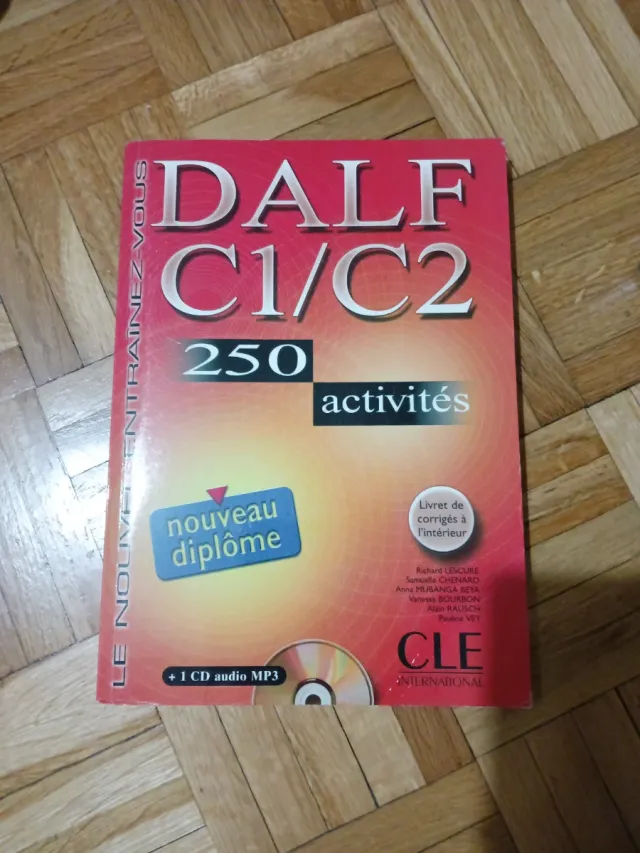 LE NOUVEL ENTRAINEZ-VOUS
DALF
C1/C2
250
activités
nouveau
diplôme
Livret de
corrigés à
l'intérieur
Richard LESCURE
Samuelle CHENARD
Anna MUBANGA BEYA
Vanessa BOURBON
Alain RAUSCH
Pauline VEY
+ 1 CD audio MP3
CLE
INTERNATIONAL